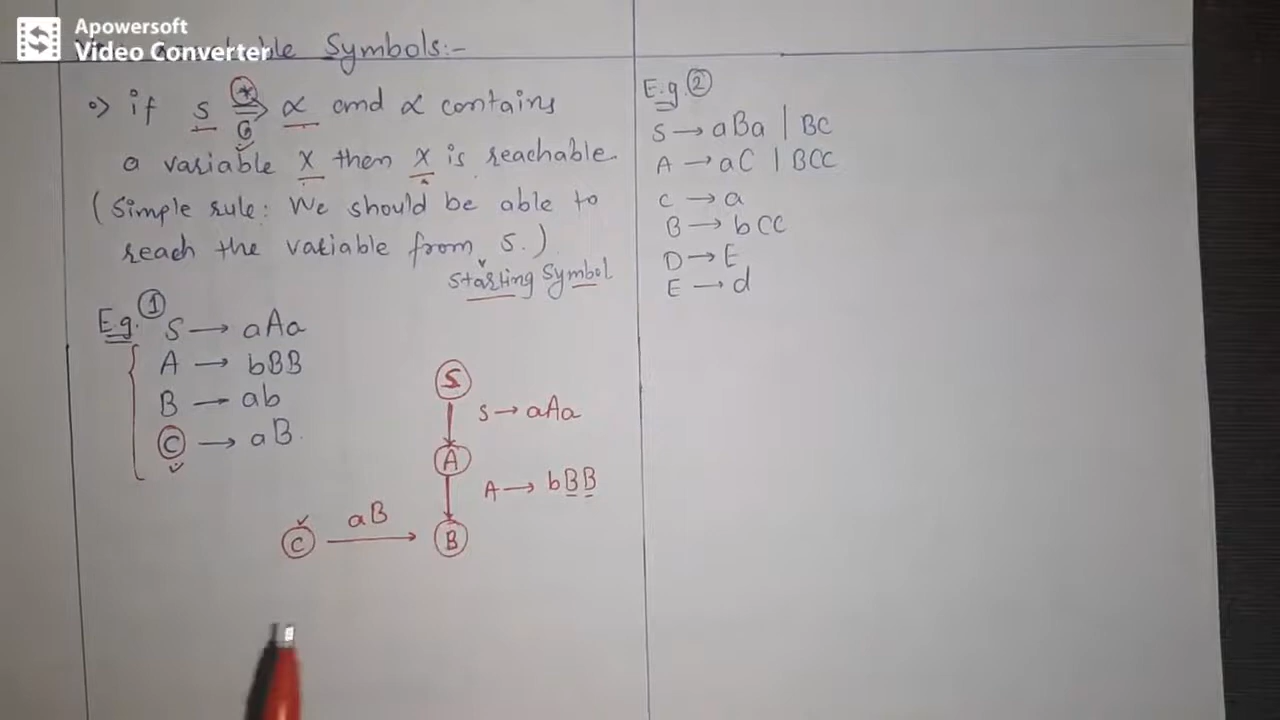 Apowersoft
Video Converter
Symbols:-
if S *⇒G α and α contains
a variable X then X is reachable.
(Simple rule: We should be able to
reach the variable from S.)
Starting Symbol
E.g. ①
S → aAa
A → bBB
B → ab
C → aB.
S
S → aAa
A
A → bBB
aB
C
B
E.g. ②
S → aBa | BC
A → aC | BCC
C → a
B → bCC
D → E
E → d